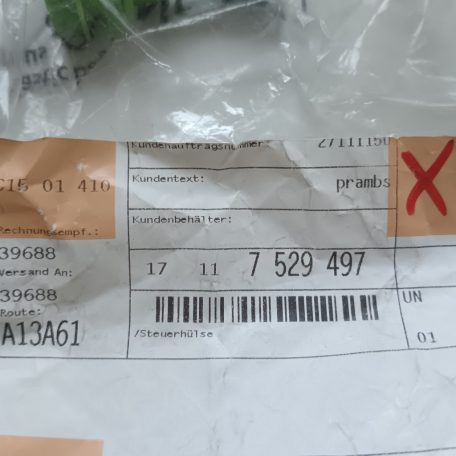 Kundenauftragsnummer: 27111150
C15 01 410
Kundentext: prambs
X
Rechnungsempf.:
Kundenbehälter:
39688
Versand An:
17 11 7 529 497
39688
UN
Route:
A13A61
/Steuerhülse
01